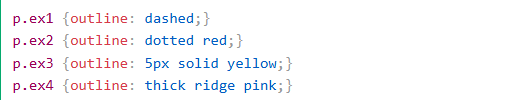 p.ex1 {outline: dashed;}
p.ex2 {outline: dotted red;}
p.ex3 {outline: 5px solid yellow;}
p.ex4 {outline: thick ridge pink;}